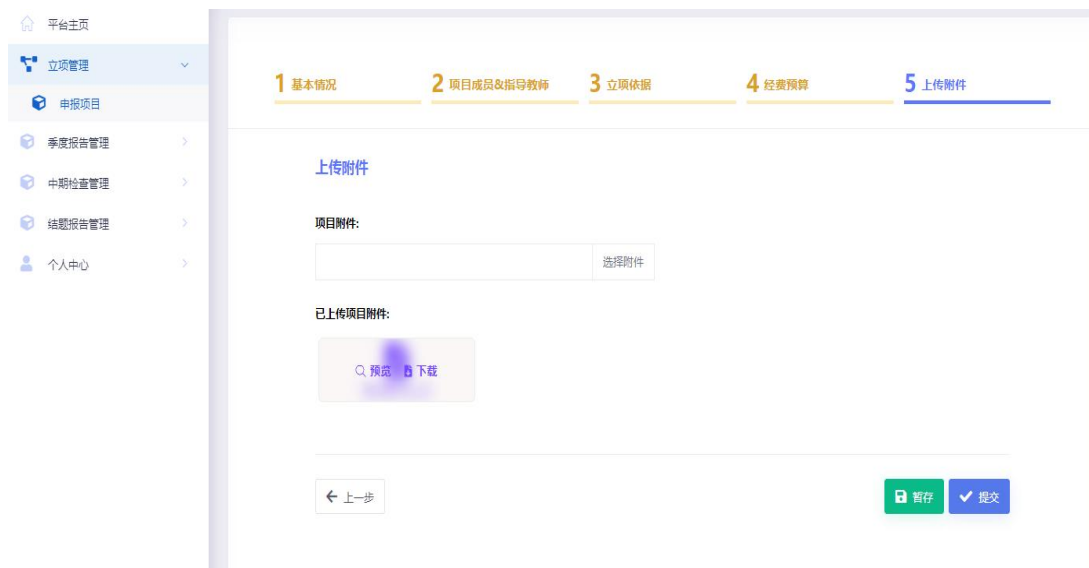 平台主页
立项管理
申报项目
季度报告管理
中期检查管理
结题报告管理
个人中心
1 基本情况
2 项目成员&指导教师
3 立项依据
4 经费预算
5 上传附件
上传附件
项目附件:
选择附件
已上传项目附件:
预览 下载
上一步
暂存
提交